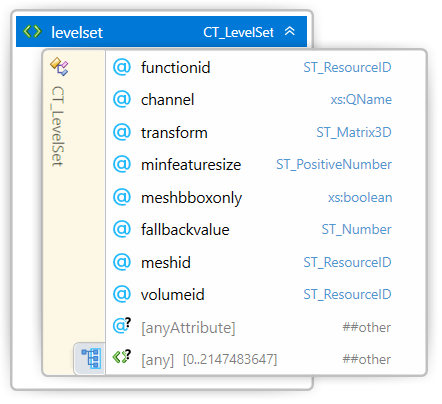 levelset CT_LevelSet
CT_LevelSet
functionid ST_ResourceID
channel xs:QName
transform ST_Matrix3D
minfeaturesize ST_PositiveNumber
meshbboxonly xs:boolean
fallbackvalue ST_Number
meshid ST_ResourceID
volumeid ST_ResourceID
[anyAttribute] ##other
[any] [0..2147483647] ##other